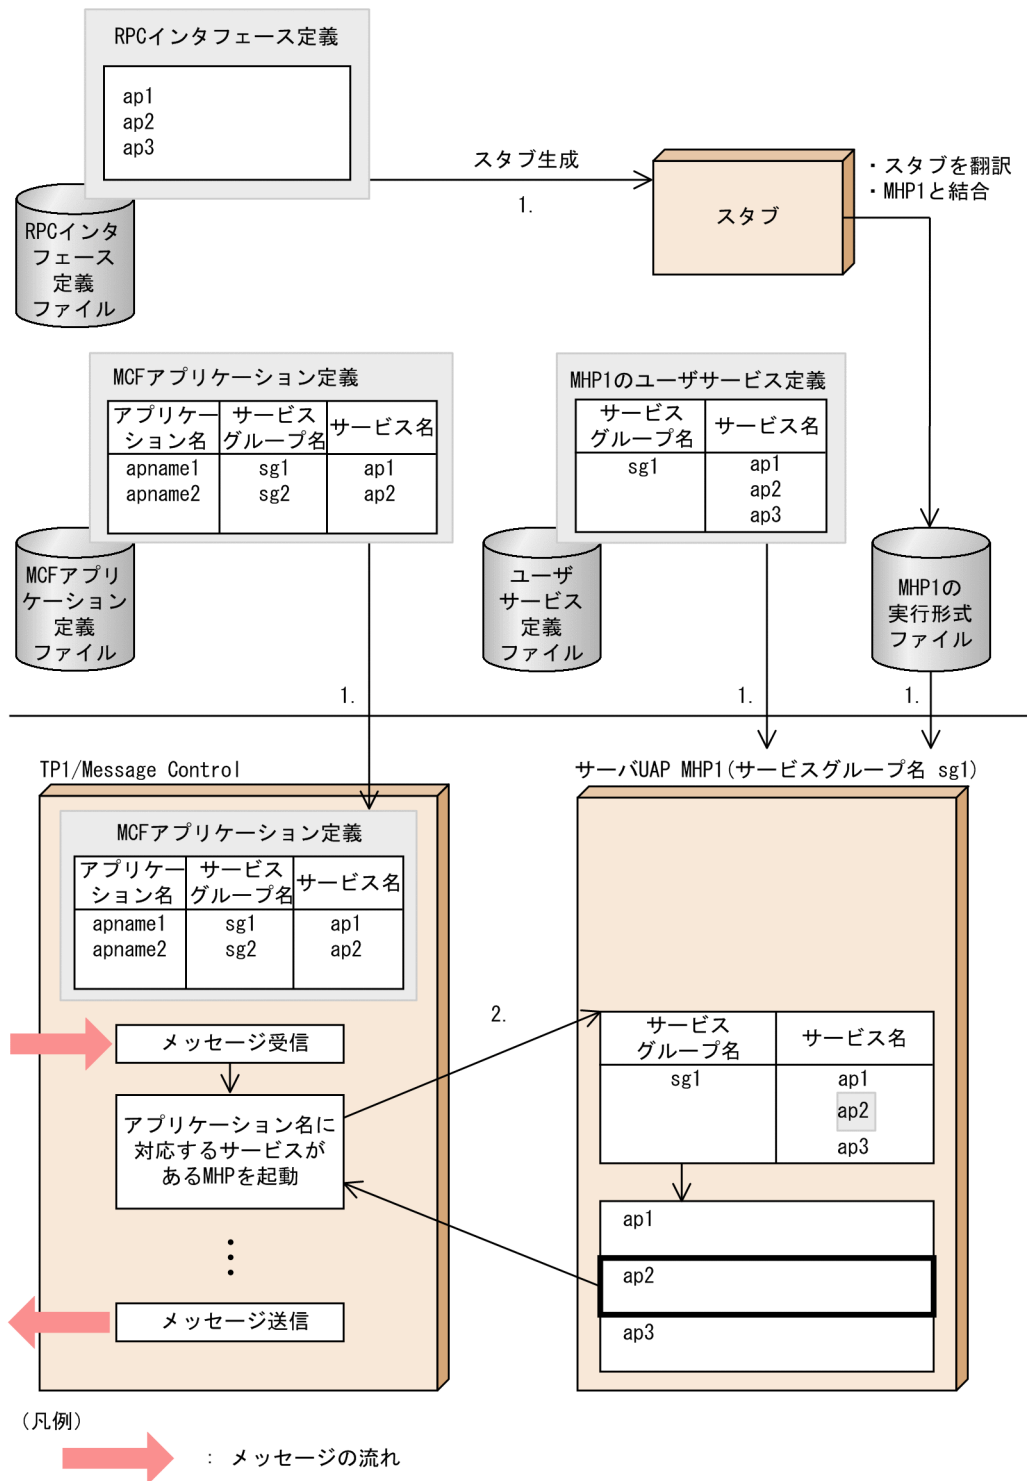 RPCインタフェース定義
ap1
ap2
ap3
RPCインタ
フェース
定義
ファイル
スタブ生成
1.
スタブ
・スタブを翻訳
・MHP1と結合
MCFアプリケーション定義
アプリケー
ション名
サービス
グループ名
サービス名
apname1 sg1 ap1
apname2 sg2 ap2
MCFアプリ
ケーション
定義
ファイル
MHP1のユーザサービス定義
サービス
グループ名
サービス名
sg1 ap1
ap2
ap3
ユーザ
サービス
定義
ファイル
MHP1の
実行形式
ファイル
1.
1.
1.
TP1/Message Control
MCFアプリケーション定義
アプリケー
ション名
サービス
グループ名
サービス名
apname1 sg1 ap1
apname2 sg2 ap2
メッセージ受信
アプリケーション名に
対応するサービスが
あるMHPを起動
メッセージ送信
2.
サーバUAP MHP1(サービスグループ名 sg1)
サービス
グループ名
サービス名
sg1 ap1
ap2
ap3
ap1
ap2
ap3
(凡例)
: メッセージの流れ